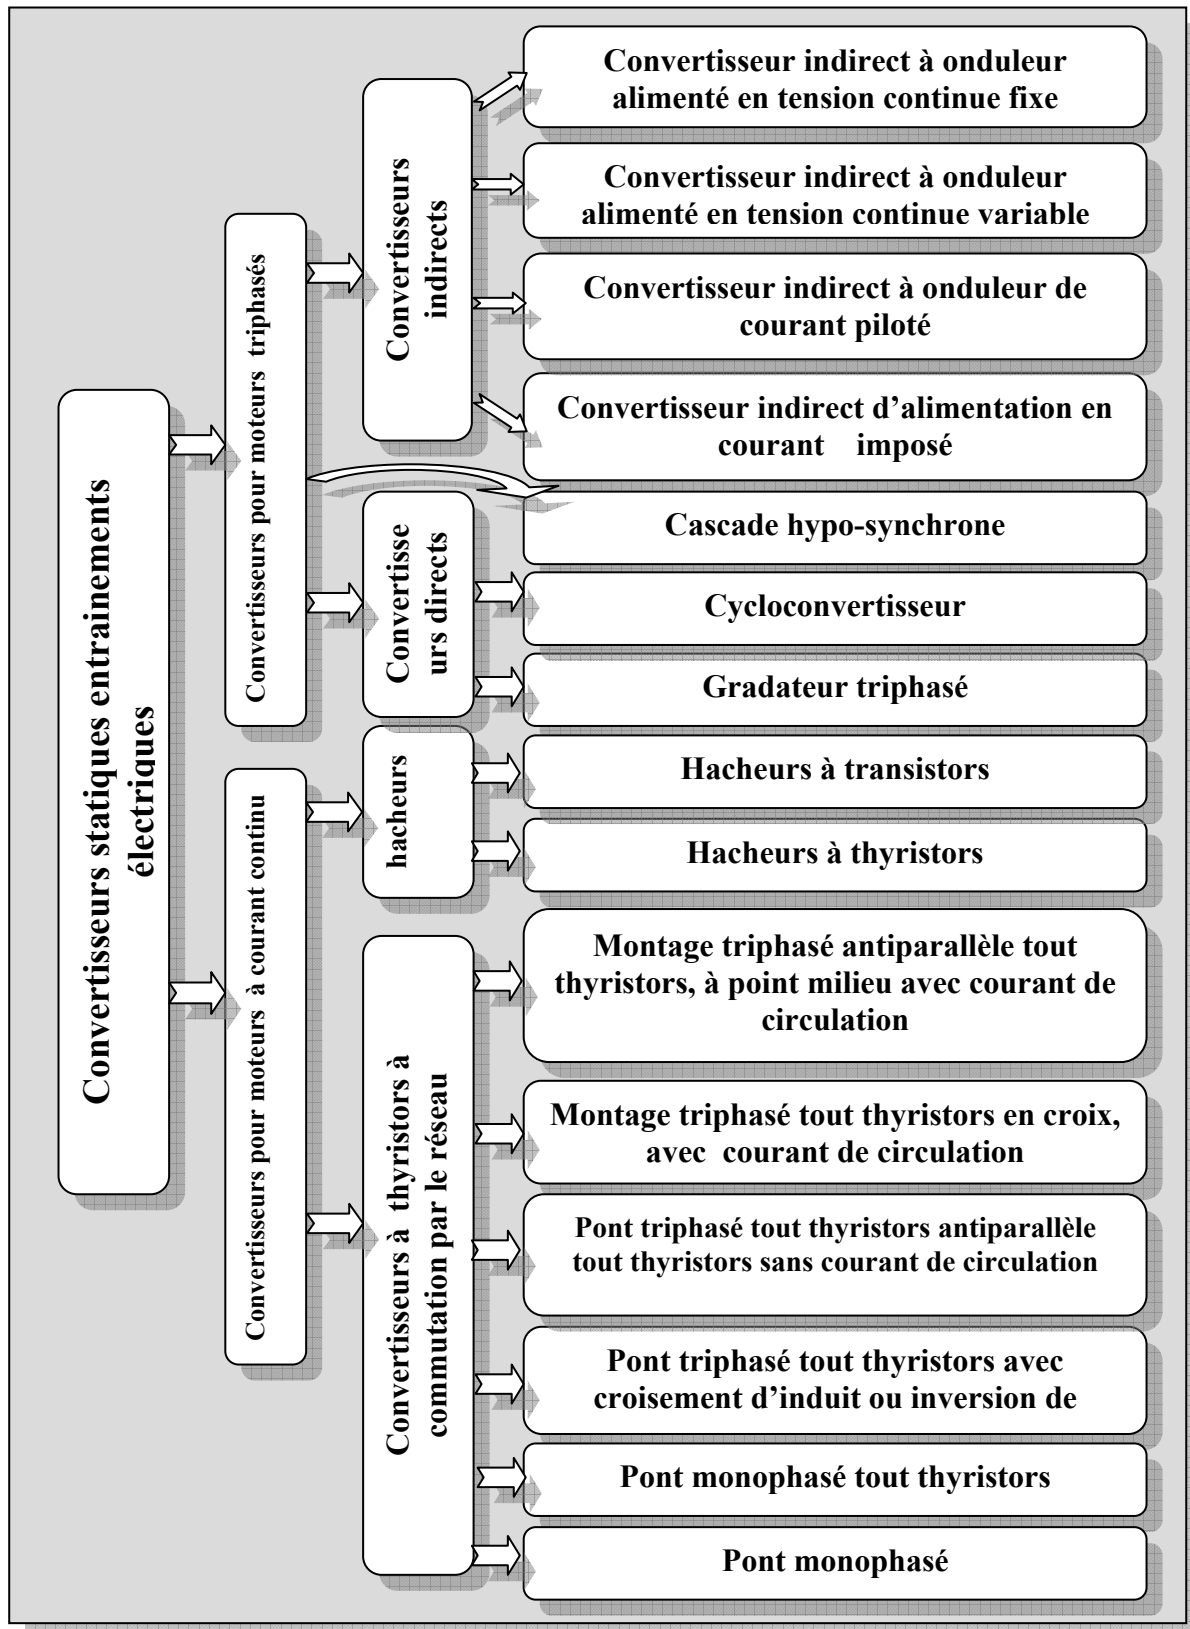 Convertisseurs statiques entrainements
électriques
Convertisseurs pour moteurs triphasés
Convertisseurs pour moteurs à courant continu
Convertisseurs
indirects
Convertisse
urs directs
hacheurs
Convertisseurs à thyristors à
commutation par le réseau
Convertisseur indirect à onduleur
alimenté en tension continue fixe
Convertisseur indirect à onduleur
alimenté en tension continue variable
Convertisseur indirect à onduleur de
courant piloté
Convertisseur indirect d’alimentation en
courant imposé
Cascade hypo-synchrone
Cycloconvertisseur
Gradateur triphasé
Hacheurs à transistors
Hacheurs à thyristors
Montage triphasé antiparallèle tout
thyristors, à point milieu avec courant de
circulation
Montage triphasé tout thyristors en croix,
avec courant de circulation
Pont triphasé tout thyristors antiparallèle
tout thyristors sans courant de circulation
Pont triphasé tout thyristors avec
croisement d’induit ou inversion de
Pont monophasé tout thyristors
Pont monophasé